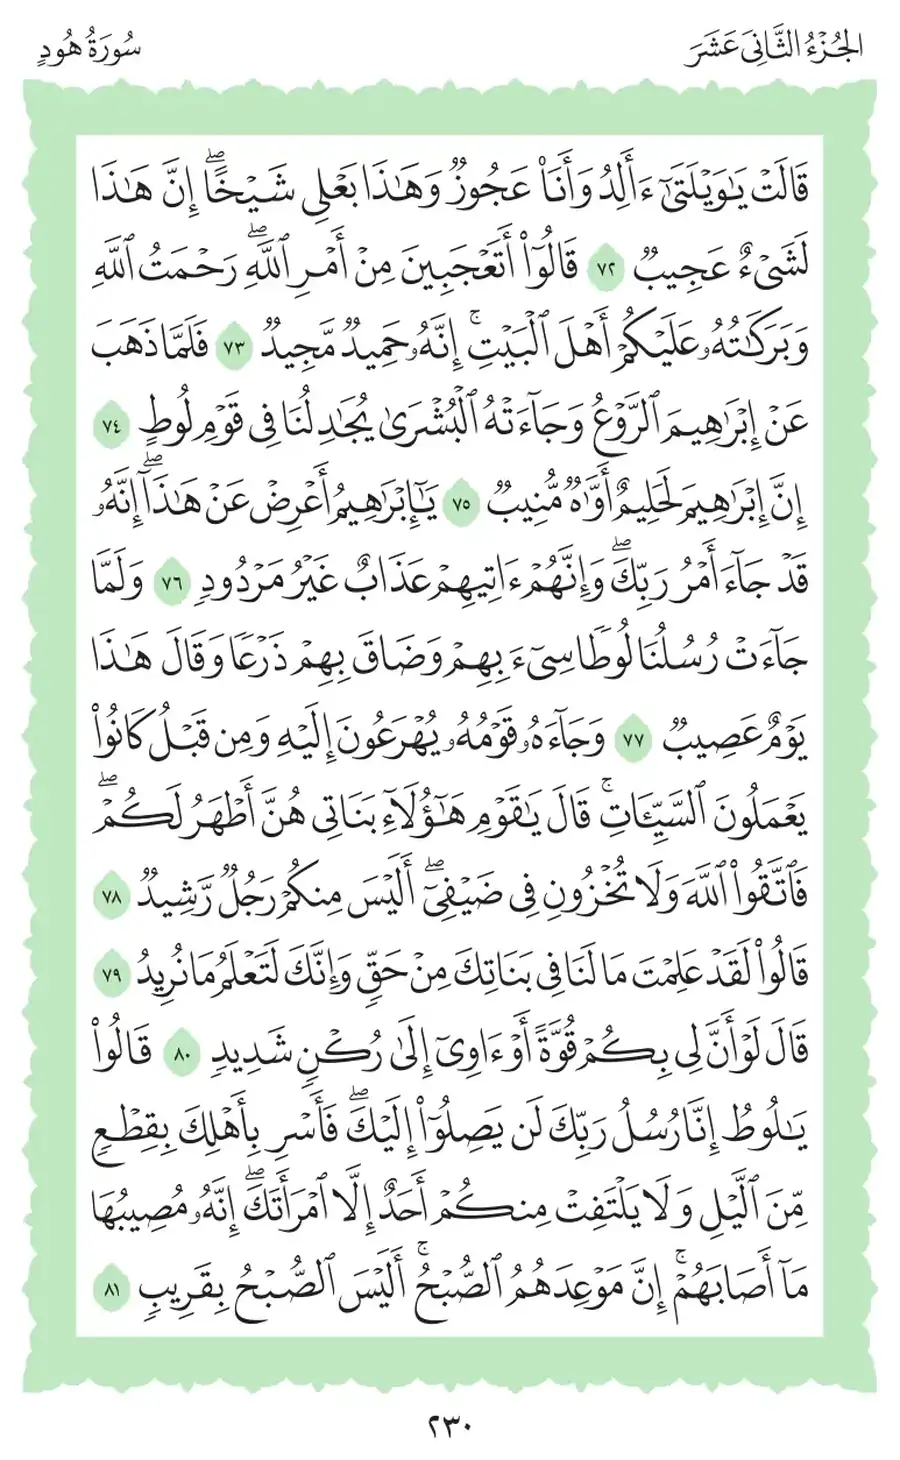 الجُزْءُ الثَّانِيَ عَشَرَ
سُورَةُ هُودٍ
قَالَتْ يَـٰوَيْلَتَىٰٓ ءَأَلِدُ وَأَنَا۠ عَجُوزٌ وَهَـٰذَا بَعْلِى شَيْخًا ۖ إِنَّ هَـٰذَا
لَشَىْءٌ عَجِيبٌ ٧٢ قَالُوٓا۟ أَتَعْجَبِينَ مِنْ أَمْرِ ٱللَّهِ ۖ رَحْمَتُ ٱللَّهِ
وَبَرَكَـٰتُهُۥ عَلَيْكُمْ أَهْلَ ٱلْبَيْتِ ۚ إِنَّهُۥ حَمِيدٌ مَّجِيدٌ ٧٣ فَلَمَّا ذَهَبَ
عَنْ إِبْرَٰهِيمَ ٱلرَّوْعُ وَجَآءَتْهُ ٱلْبُشْرَىٰ يُجَـٰدِلُنَا فِى قَوْمِ لُوطٍ ٧٤
إِنَّ إِبْرَٰهِيمَ لَحَلِيمٌ أَوَّٰهٌ مُّنِيبٌ ٧٥ يَـٰٓإِبْرَٰهِيمُ أَعْرِضْ عَنْ هَـٰذَآ ۖ إِنَّهُۥ
قَدْ جَآءَ أَمْرُ رَبِّكَ ۖ وَإِنَّهُمْ ءَاتِيهِمْ عَذَابٌ غَيْرُ مَرْدُودٍ ٧٦ وَلَمَّا
جَآءَتْ رُسُلُنَا لُوطًا سِىٓءَ بِهِمْ وَضَاقَ بِهِمْ ذَرْعًا وَقَالَ هَـٰذَا
يَوْمٌ عَصِيبٌ ٧٧ وَجَآءَهُۥ قَوْمُهُۥ يُهْرَعُونَ إِلَيْهِ وَمِن قَبْلُ كَانُوا۟
يَعْمَلُونَ ٱلسَّيِّـَٔاتِ ۚ قَالَ يَـٰقَوْمِ هَـٰٓؤُلَآءِ بَنَاتِى هُنَّ أَطْهَرُ لَكُمْ ۖ
فَٱتَّقُوا۟ ٱللَّهَ وَلَا تُخْزُونِ فِى ضَيْفِىٓ ۖ أَلَيْسَ مِنكُمْ رَجُلٌ رَّشِيدٌ ٧٨
قَالُوا۟ لَقَدْ عَلِمْتَ مَا لَنَا فِى بَنَاتِكَ مِنْ حَقٍّ وَإِنَّكَ لَتَعْلَمُ مَا نُرِيدُ ٧٩
قَالَ لَوْ أَنَّ لِى بِكُمْ قُوَّةً أَوْ ءَاوِىٓ إِلَىٰ رُكْنٍ شَدِيدٍ ٨٠ قَالُوا۟
يَـٰلُوطُ إِنَّا رُسُلُ رَبِّكَ لَن يَصِلُوٓا۟ إِلَيْكَ ۖ فَأَسْرِ بِأَهْلِكَ بِقِطْعٍ
مِّنَ ٱلَّيْلِ وَلَا يَلْتَفِتْ مِنكُمْ أَحَدٌ إِلَّا ٱمْرَأَتَكَ ۖ إِنَّهُۥ مُصِيبُهَا
مَآ أَصَابَهُمْ ۚ إِنَّ مَوْعِدَهُمُ ٱلصُّبْحُ ۚ أَلَيْسَ ٱلصُّبْحُ بِقَرِيبٍ ٨١
٢٣٠